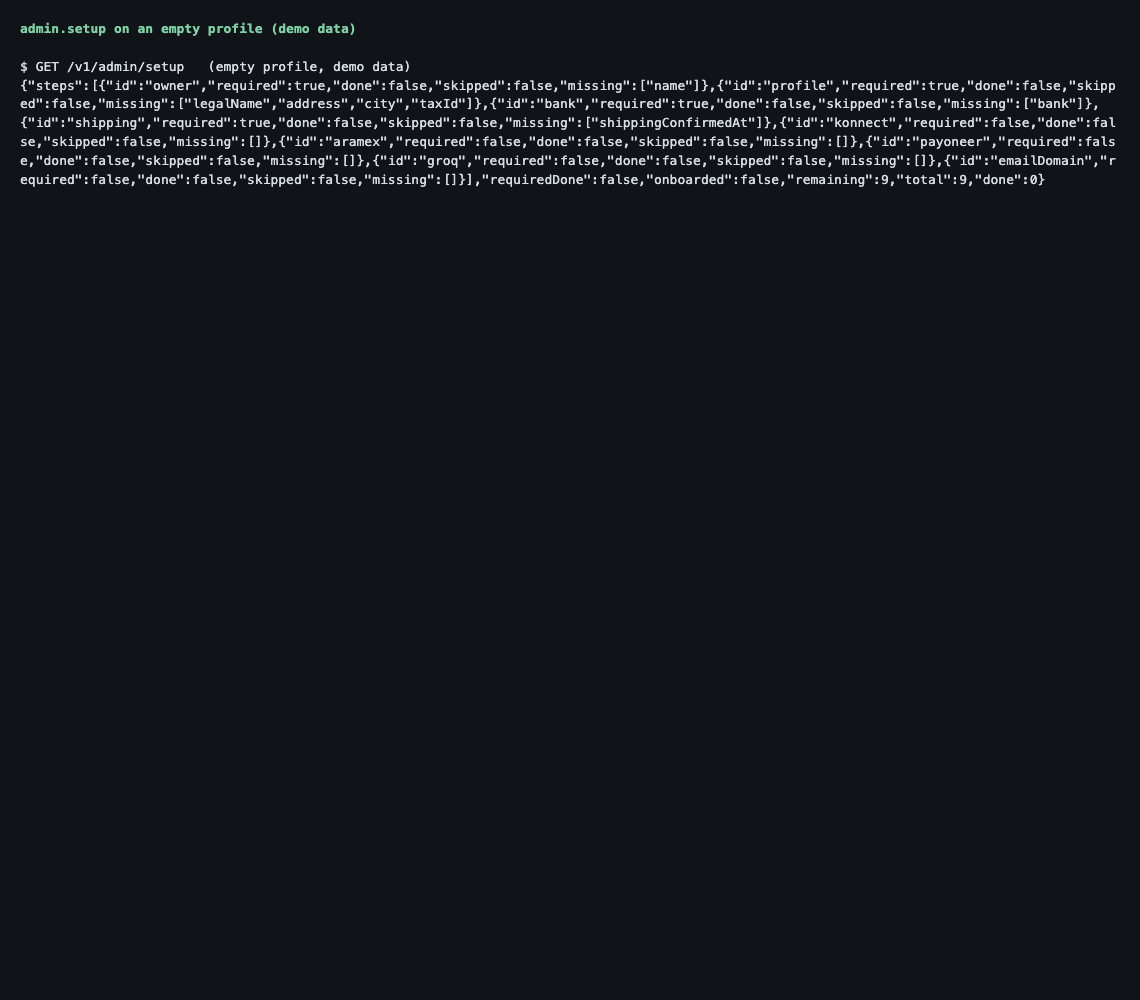 admin.setup on an empty profile (demo data)
$ GET /v1/admin/setup   (empty profile, demo data)
{"steps":[{"id":"owner","required":true,"done":false,"skipped":false,"missing":["name"]},{"id":"profile","required":true,"done":false,"skipp
ed":false,"missing":["legalName","address","city","taxId"]},{"id":"bank","required":true,"done":false,"skipped":false,"missing":["bank"]},
{"id":"shipping","required":true,"done":false,"skipped":false,"missing":["shippingConfirmedAt"]},{"id":"konnect","required":false,"done":fal
se,"skipped":false,"missing":[]},{"id":"aramex","required":false,"done":false,"skipped":false,"missing":[]},{"id":"payoneer","required":fals
e,"done":false,"skipped":false,"missing":[]},{"id":"groq","required":false,"done":false,"skipped":false,"missing":[]},{"id":"emailDomain","r
equired":false,"done":false,"skipped":false,"missing":[]}],"requiredDone":false,"onboarded":false,"remaining":9,"total":9,"done":0}